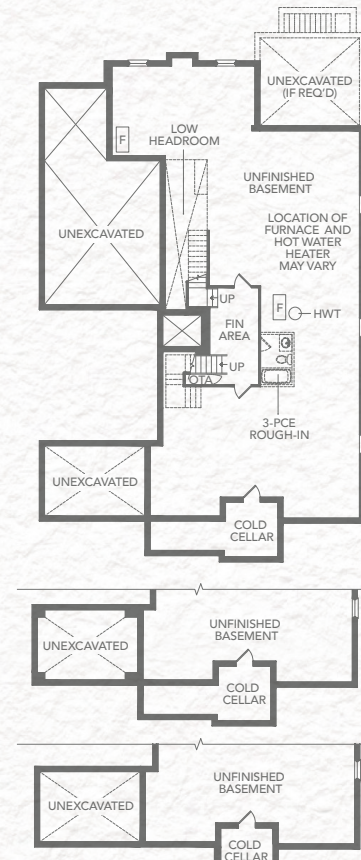 UNEXCAVATED
(IF REQ'D)
LOW
HEADROOM
F
UNFINISHED
BASEMENT
UNEXCAVATED
LOCATION OF
FURNACE AND
HOT WATER
HEATER
MAY VARY
UP
F
HWT
FIN
AREA
UP
OTA
3-PCE
ROUGH-IN
UNEXCAVATED
COLD
CELLAR
UNFINISHED
BASEMENT
UNEXCAVATED
COLD
CELLAR
UNFINISHED
BASEMENT
UNEXCAVATED
COLD
CELLAR